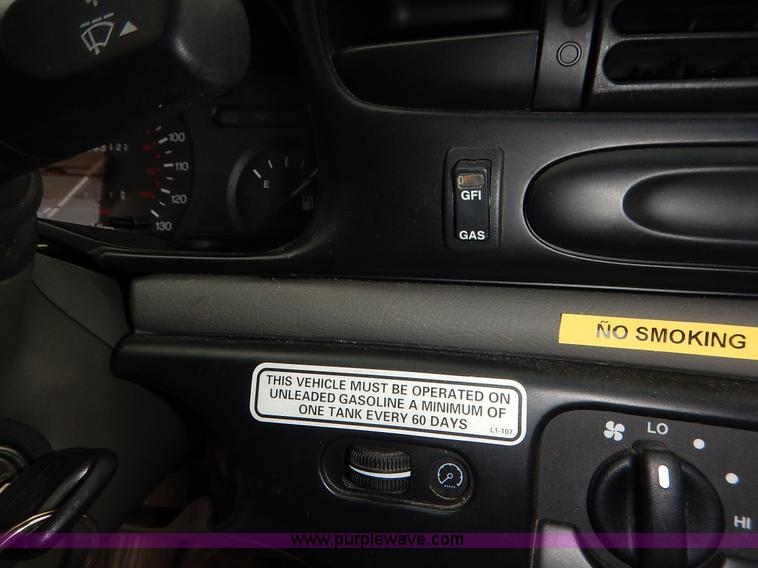 100
110
120
130
E
GFI
GAS
ÑO SMOKING
THIS VEHICLE MUST BE OPERATED ON
UNLEADED GASOLINE A MINIMUM OF
ONE TANK EVERY 60 DAYS
L1-107
LO
HI
www.purplewave.com